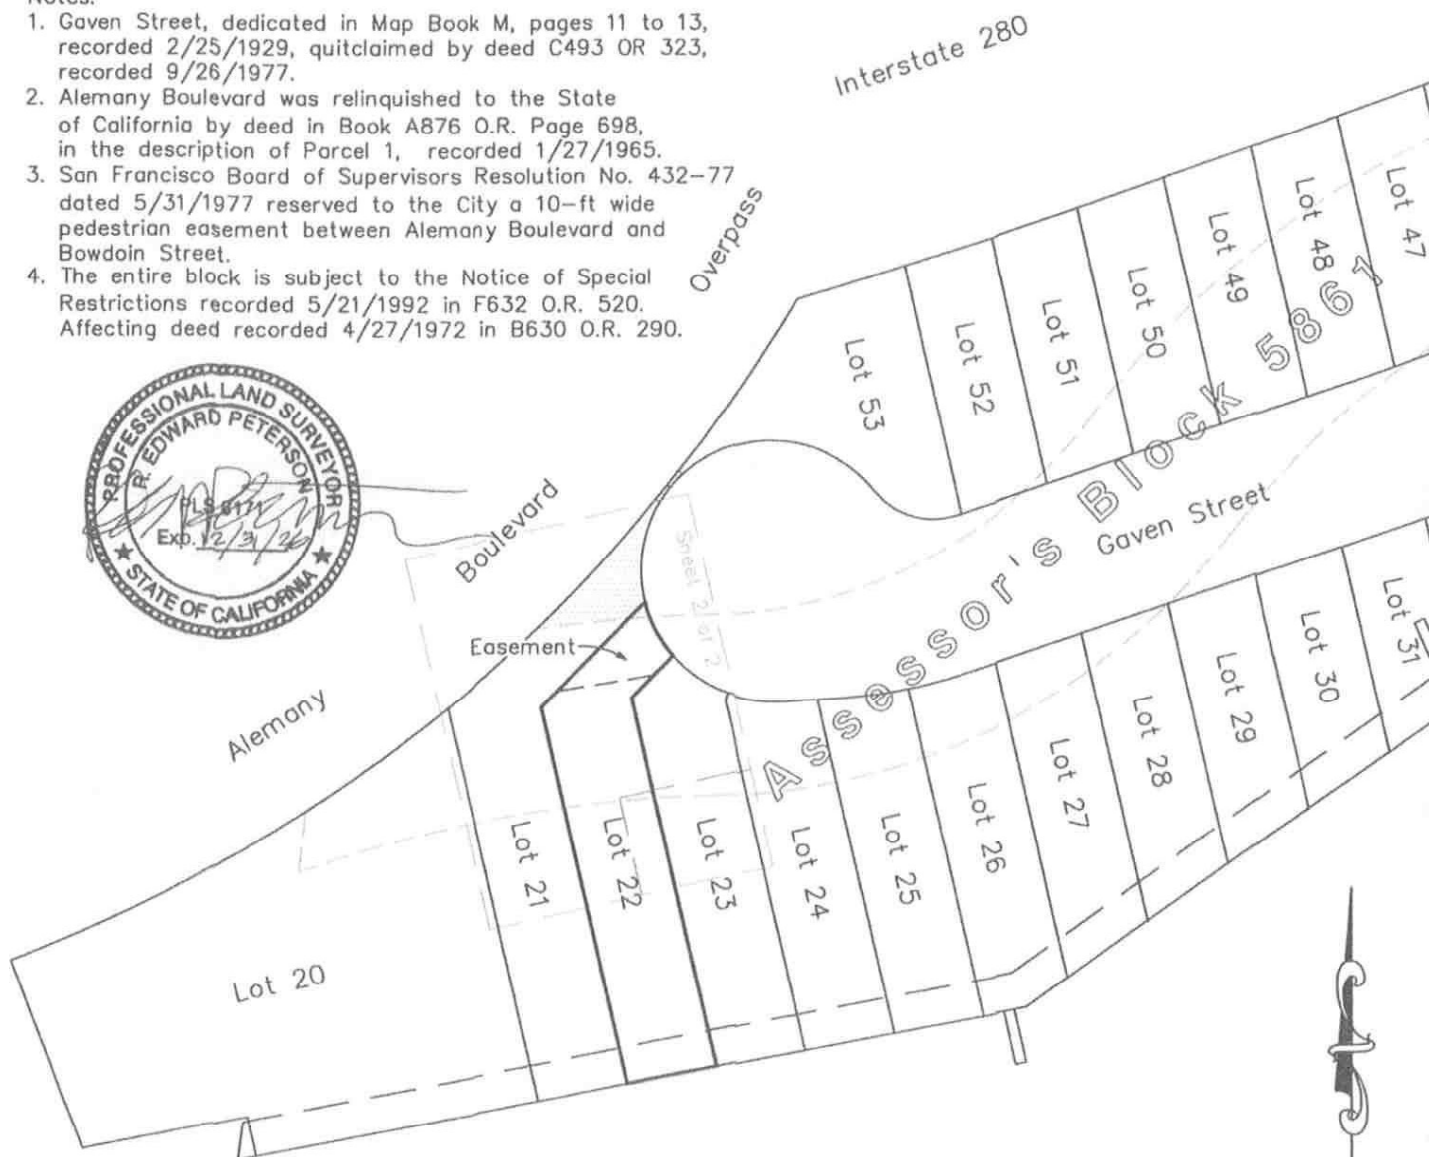 Notes:
1. Gaven Street, dedicated in Map Book M, pages 11 to 13,
recorded 2/25/1929, quitclaimed by deed C493 OR 323,
recorded 9/26/1977.
2. Alemany Boulevard was relinquished to the State
of California by deed in Book A876 O.R. Page 698,
in the description of Parcel 1, recorded 1/27/1965.
3. San Francisco Board of Supervisors Resolution No. 432-77
dated 5/31/1977 reserved to the City a 10-ft wide
pedestrian easement between Alemany Boulevard and
Bowdoin Street.
4. The entire block is subject to the Notice of Special
Restrictions recorded 5/21/1992 in F632 O.R. 520.
Affecting deed recorded 4/27/1972 in B630 O.R. 290.
Interstate 280
Overpass
PROFESSIONAL LAND SURVEYOR
R. EDWARD PETERSON
PLS 8171
Exp. 12/31/26
STATE OF CALIFORNIA
Alemany
Boulevard
Easement
Sheet 2 of 2
Gaven Street
Assessor's Block 5861
Lot 53
Lot 52
Lot 51
Lot 50
Lot 49
Lot 48
Lot 47
Lot 20
Lot 21
Lot 22
Lot 23
Lot 24
Lot 25
Lot 26
Lot 27
Lot 28
Lot 29
Lot 30
Lot 31